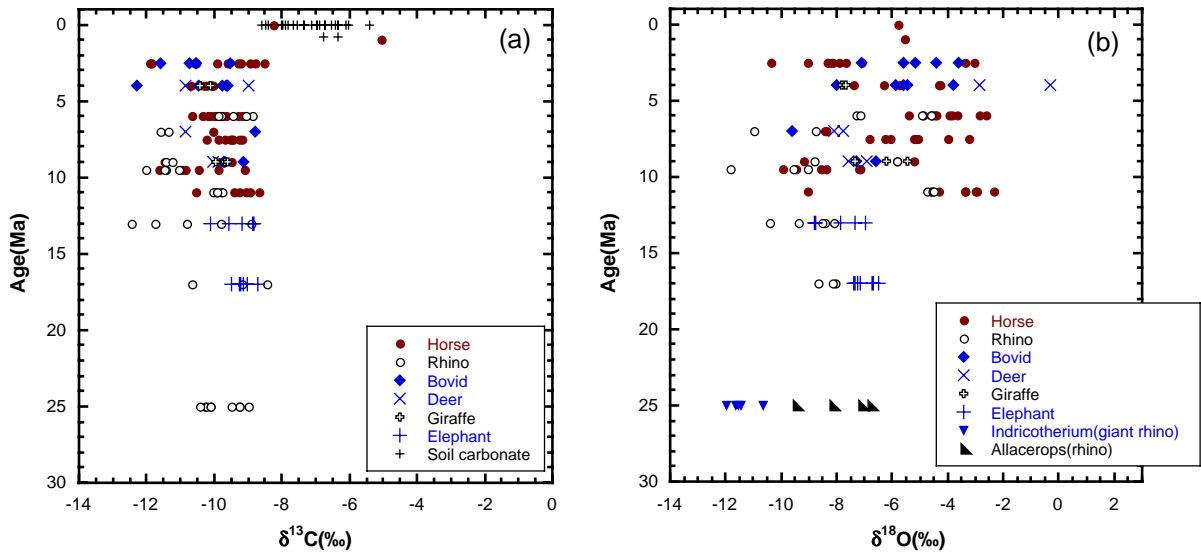 (a)
0
5
10
15
20
25
30
Age(Ma)
-14 -12 -10 -8 -6 -4 -2 0
δ13C(‰)
Horse
Rhino
Bovid
Deer
Giraffe
Elephant
Soil carbonate
(b)
0
5
10
15
20
25
30
Age(Ma)
-14 -12 -10 -8 -6 -4 -2 0 2
δ18O(‰)
Horse
Rhino
Bovid
Deer
Giraffe
Elephant
Indricotherium(giant rhino)
Allacerops(rhino)